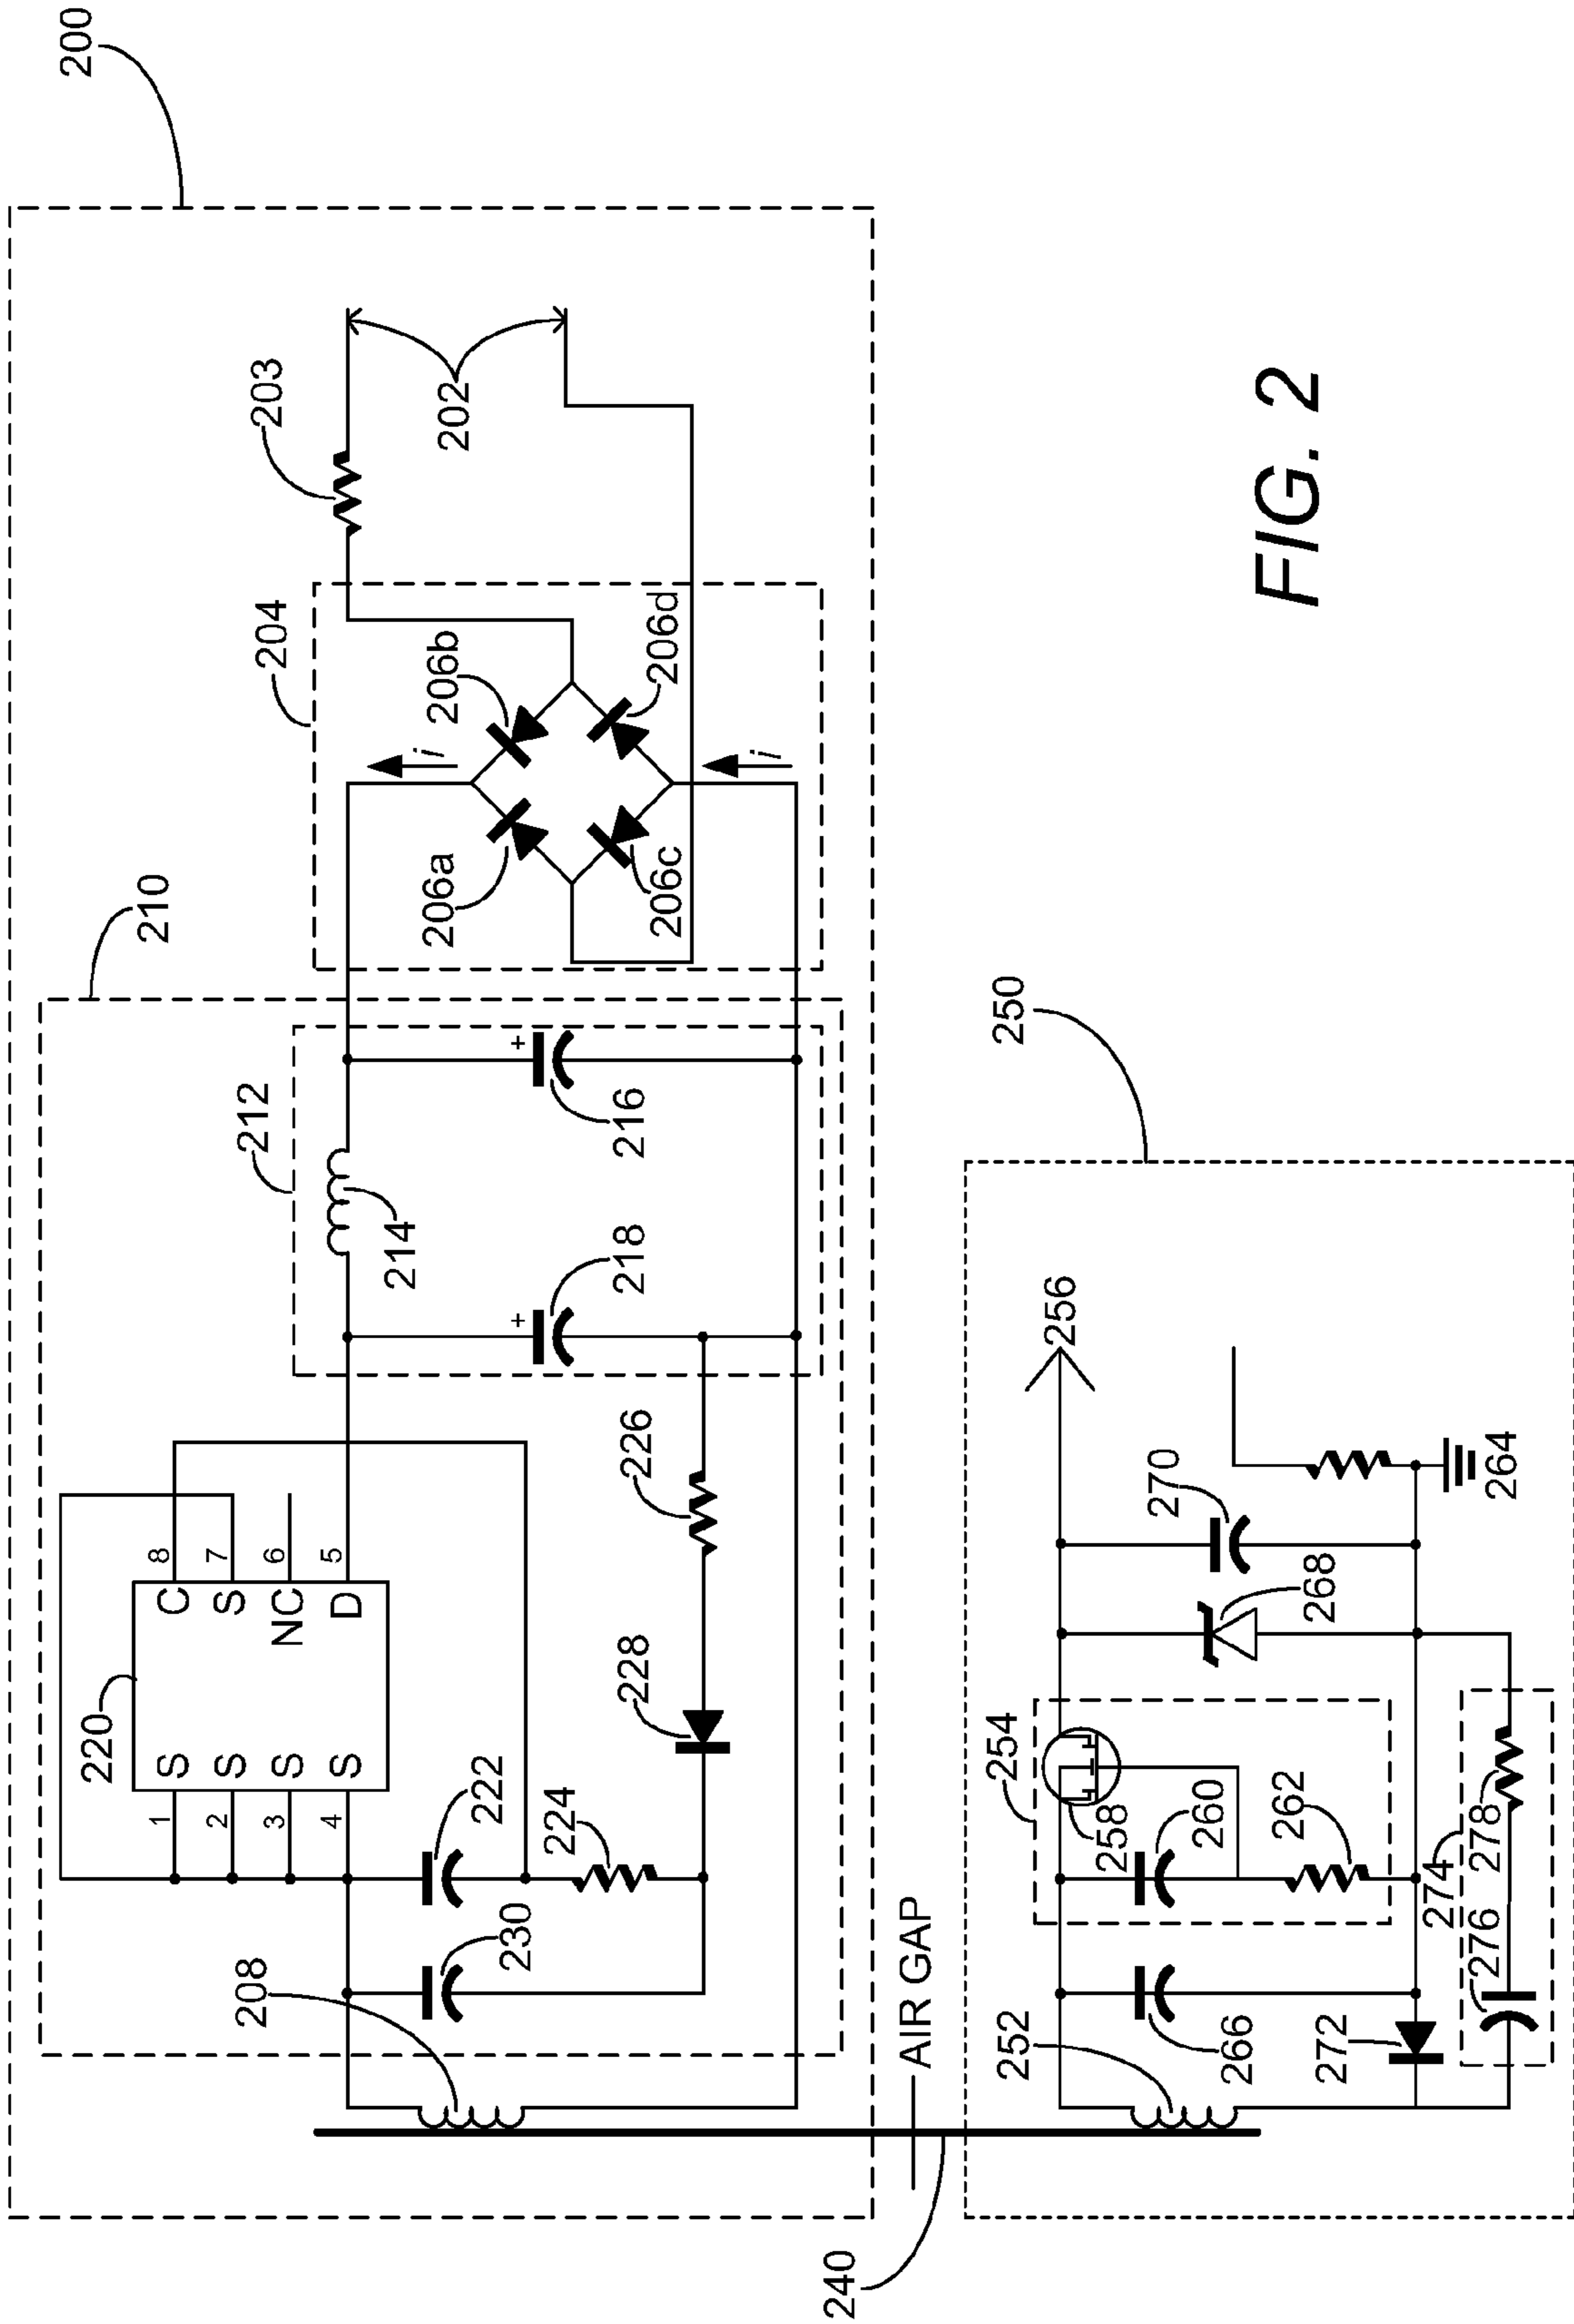 200
203
202
204
206b
206d
i
i
206a
206c
210
212
216
214
218
226
220
C 8
S 7
NC 6
D 5
S 1
S 2
S 3
S 4
228
222
224
230
208
AIR GAP
240
250
256
270
264
268
254
258
260
262
274
278
276
266
252
272
+
+
FIG. 2